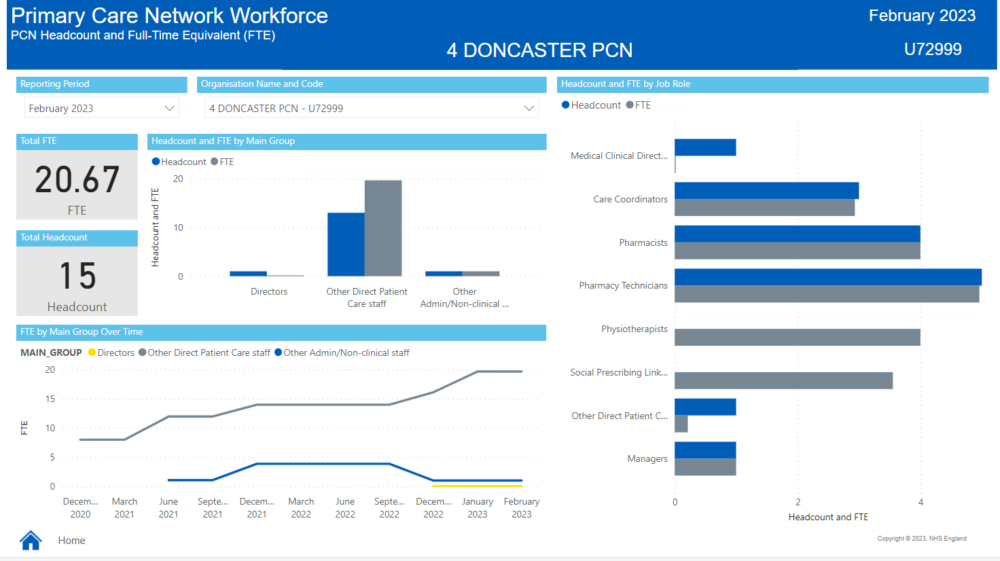 Primary Care Network Workforce
PCN Headcount and Full-Time Equivalent (FTE)
4 DONCASTER PCN
February 2023
U72999
Reporting Period
February 2023
Organisation Name and Code
4 DONCASTER PCN - U72999
Total FTE
20.67
FTE
Total Headcount
15
Headcount
Headcount and FTE by Main Group
Headcount FTE
Headcount and FTE
20
10
0
Directors
Other Direct Patient
Care staff
Other
Admin/Non-clinical ...
FTE by Main Group Over Time
MAIN_GROUP Directors Other Direct Patient Care staff Other Admin/Non-clinical staff
FTE
20
15
10
5
0
Decem... 2020
March 2021
June 2021
Septe... 2021
Decem... 2021
March 2022
June 2022
Septe... 2022
Decem... 2022
January 2023
February 2023
Headcount and FTE by Job Role
Headcount FTE
Medical Clinical Direct...
Care Coordinators
Pharmacists
Pharmacy Technicians
Physiotherapists
Social Prescribing Link...
Other Direct Patient C...
Managers
0 2 4
Headcount and FTE
Home
Copyright © 2023, NHS England